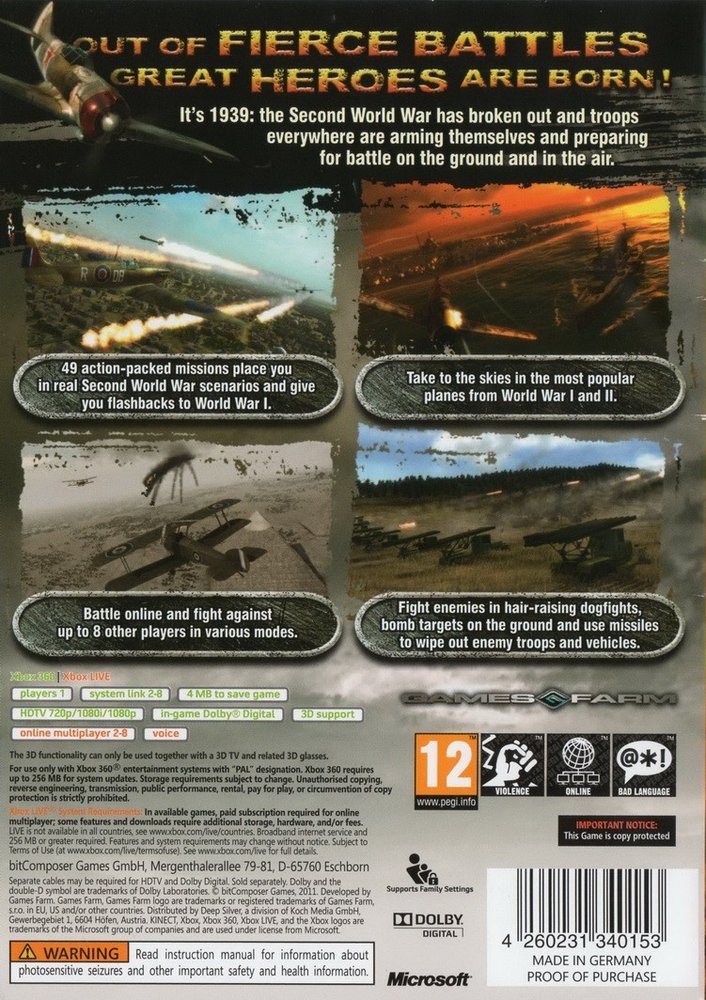 OUT OF FIERCE BATTLES
GREAT HEROES ARE BORN!
It's 1939: the Second World War has broken out and troops
everywhere are arming themselves and preparing
for battle on the ground and in the air.
R DB
49 action-packed missions place you
in real Second World War scenarios and give
you flashbacks to World War I.
Take to the skies in the most popular
planes from World War I and II.
Battle online and fight against
up to 8 other players in various modes.
Fight enemies in hair-raising dogfights,
bomb targets on the ground and use missiles
to wipe out enemy troops and vehicles.
Xbox 360 | Xbox LIVE
players 1
system link 2-8
4 MB to save game
HDTV 720p/1080i/1080p
in-game Dolby® Digital
3D support
online multiplayer 2-8
voice
GAMES FARM
The 3D functionality can only be used together with a 3D TV and related 3D glasses.
For use only with Xbox 360® entertainment systems with "PAL" designation. Xbox 360 requires
up to 256 MB for system updates. Storage requirements subject to change. Unauthorised copying,
reverse engineering, transmission, public performance, rental, pay for play, or circumvention of copy
protection is strictly prohibited.
Xbox LIVE® System Requirements: In available games, paid subscription required for online
multiplayer; some features and downloads require additional storage, hardware, and/or fees.
LIVE is not available in all countries, see www.xbox.com/live/countries. Broadband internet service and
256 MB or greater required. Features and system requirements may change without notice. Subject to
Terms of Use (at www.xbox.com/live/termsofuse). See www.xbox.com/live for full details.
bitComposer Games GmbH, Mergenthalerallee 79-81, D-65760 Eschborn
Separate cables may be required for HDTV and Dolby Digital. Sold separately. Dolby and the
double-D symbol are trademarks of Dolby Laboratories. © bitComposer Games, 2011. Developed by
Games Farm. Games Farm, Games Farm logo are trademarks or registered trademarks of Games Farm,
s.r.o. in EU, US and/or other countries. Distributed by Deep Silver, a division of Koch Media GmbH,
Gewerbegebiet 1, 6604 Höfen, Austria. KINECT, Xbox, Xbox 360, Xbox LIVE, and the Xbox logos are
trademarks of the Microsoft group of companies and are used under license from Microsoft.
WARNING Read instruction manual for information about
photosensitive seizures and other important safety and health information.
12
www.pegi.info
VIOLENCE
ONLINE
@*!
BAD LANGUAGE
IMPORTANT NOTICE:
This Game is copy protected
Supports Family Settings
DOLBY
DIGITAL
Microsoft®
4 260231 340153
MADE IN GERMANY
PROOF OF PURCHASE